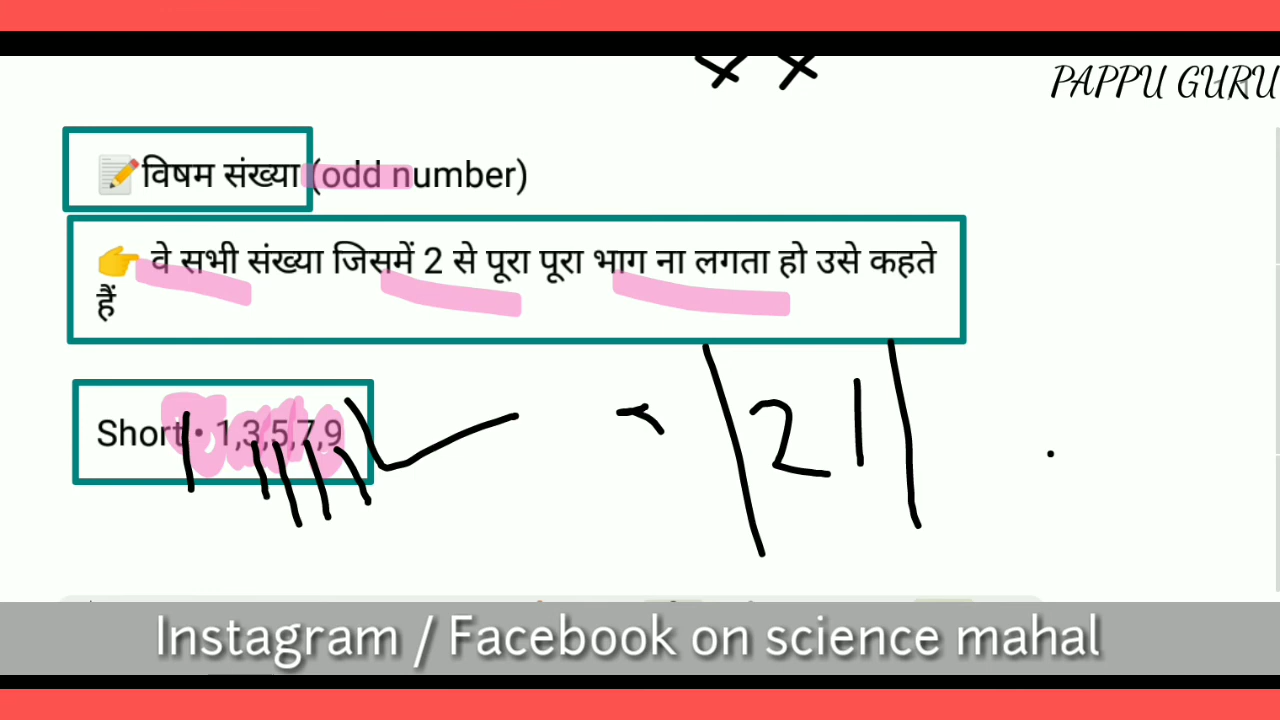 PAPPU GURU
📝विषम संख्या (odd number)
👉 वे सभी संख्या जिसमें 2 से पूरा पूरा भाग ना लगता हो उसे कहते
हैं
Short• 1,3,5,7,9
21
Instagram / Facebook on science mahal